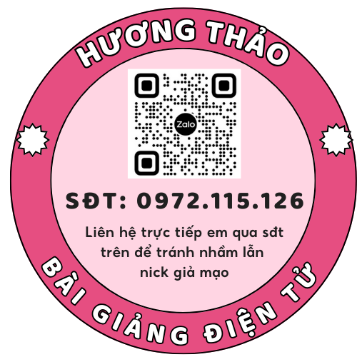 HƯƠNG THẢO
Zalo
SĐT: 0972.115.126
Liên hệ trực tiếp em qua sđt
trên để tránh nhầm lẫn
nick giả mạo
BÀI GIẢNG ĐIỆN TỬ